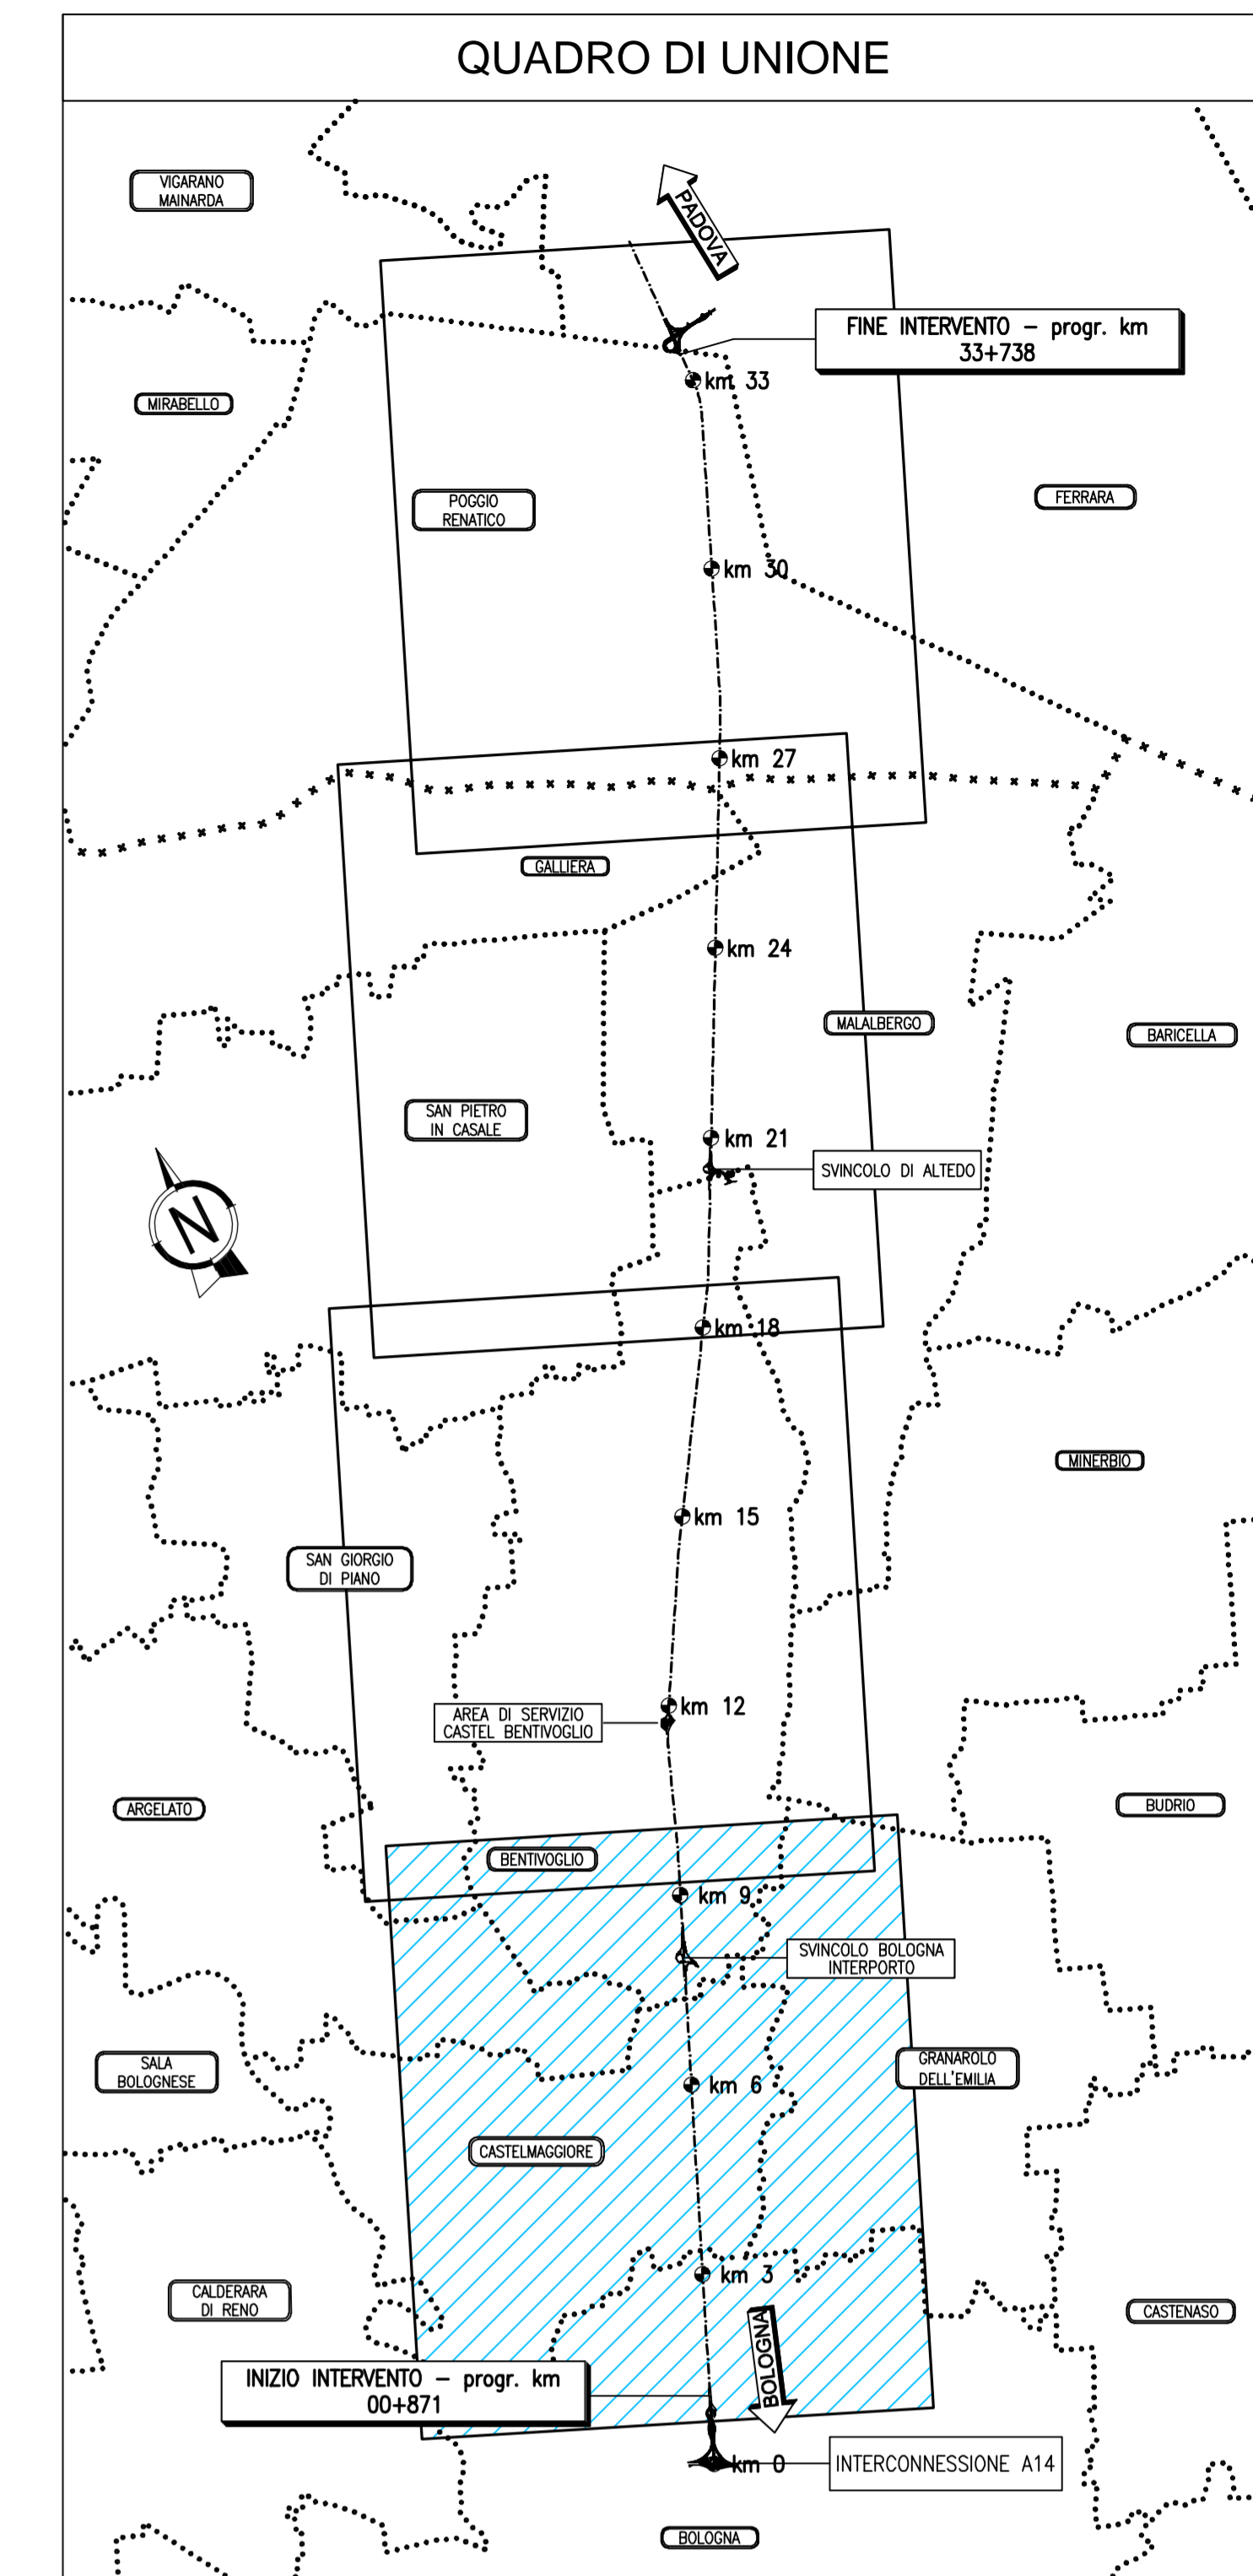 QUADRO DI UNIONE
VIGARANO
MAINARDA
PADOVA
FINE INTERVENTO – progr. km
33+738
km 33
MIRABELLO
POGGIO
RENATICO
FERRARA
km 30
km 27
GALLIERA
km 24
MALALBERGO
BARICELLA
SAN PIETRO
IN CASALE
km 21
SVINCOLO DI ALTEDO
N
km 18
MINERBIO
km 15
SAN GIORGIO
DI PIANO
km 12
AREA DI SERVIZIO
CASTEL BENTIVOGLIO
ARGELATO
BUDRIO
BENTIVOGLIO
km 9
SVINCOLO BOLOGNA
INTERPORTO
SALA
BOLOGNESE
GRANAROLO
DELL'EMILIA
km 6
CASTELMAGGIORE
km 3
CALDERARA
DI RENO
CASTENASO
BOLOGNA
INIZIO INTERVENTO – progr. km
00+871
km 0
INTERCONNESSIONE A14
BOLOGNA